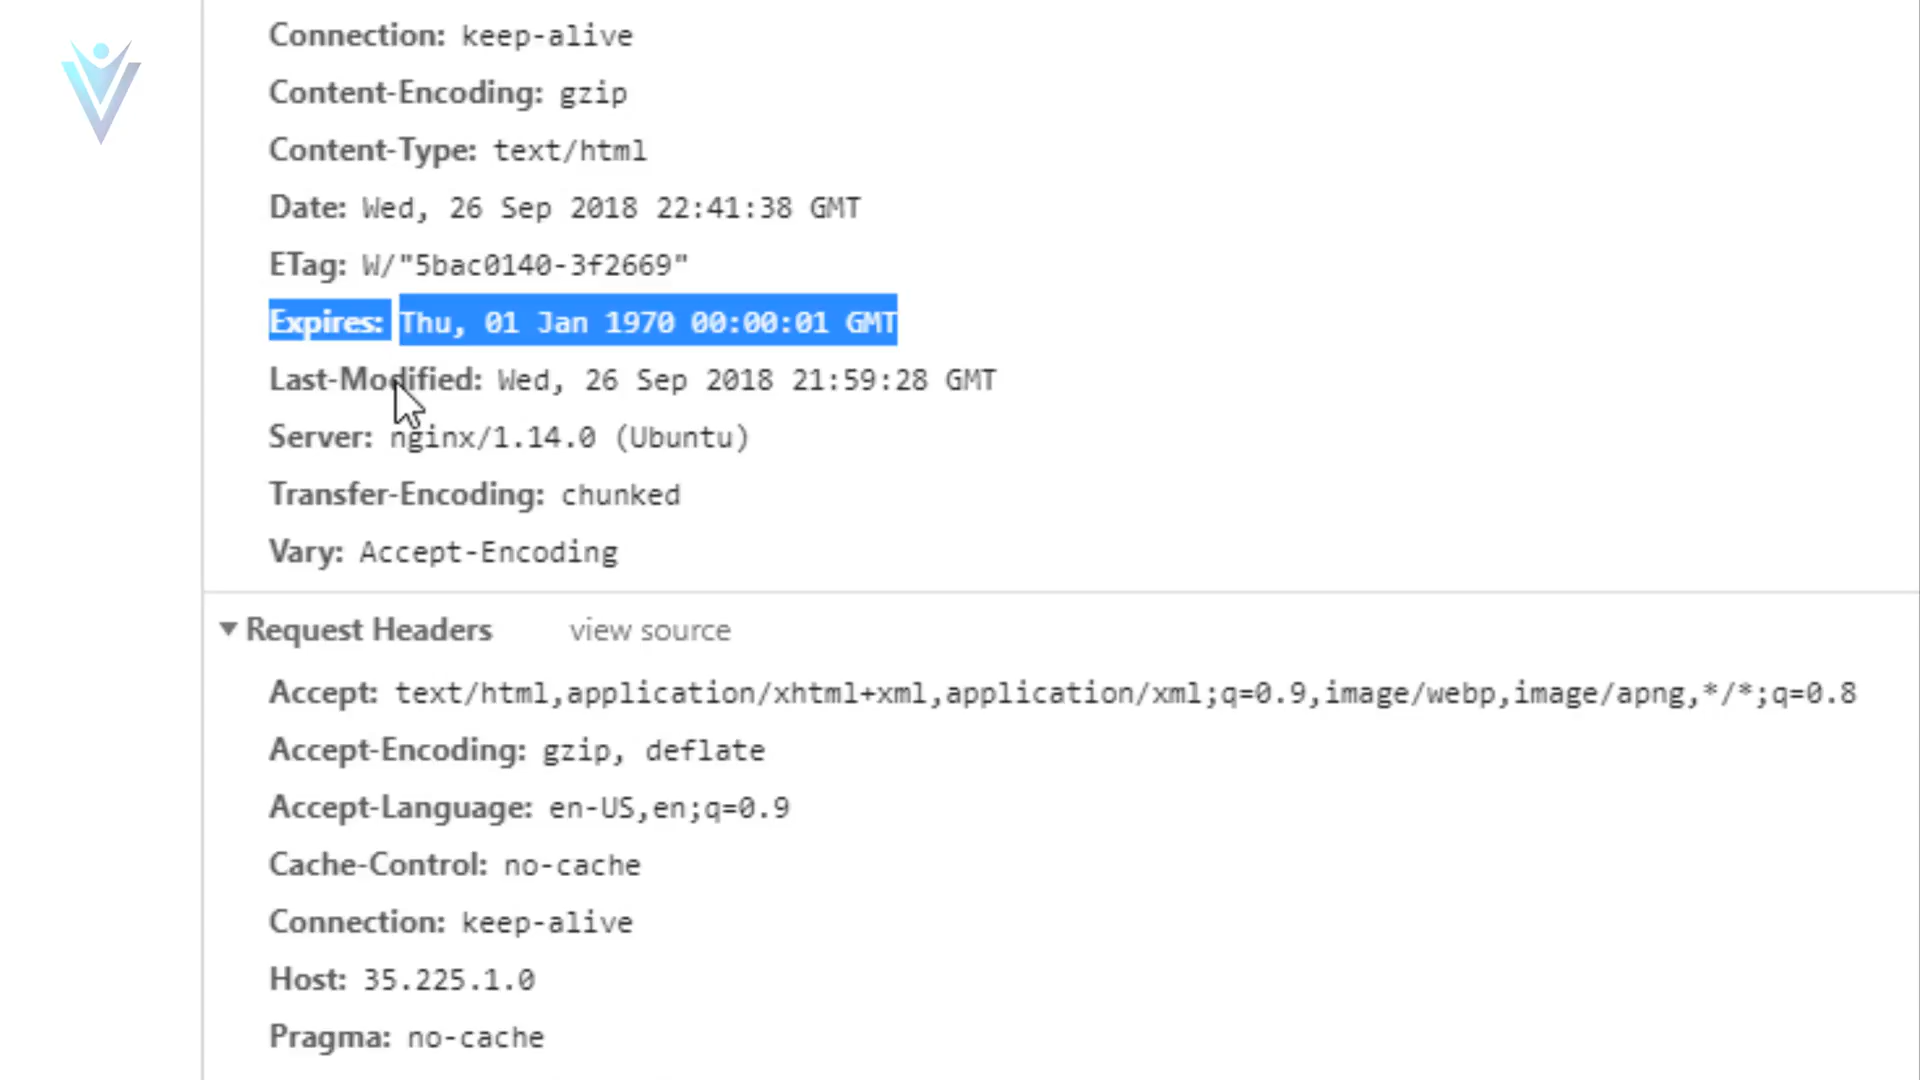 Connection: keep-alive
Content-Encoding: gzip
Content-Type: text/html
Date: Wed, 26 Sep 2018 22:41:38 GMT
ETag: W/"5bac0140-3f2669"
Expires: Thu, 01 Jan 1970 00:00:01 GMT
Last-Modified: Wed, 26 Sep 2018 21:59:28 GMT
Server: nginx/1.14.0 (Ubuntu)
Transfer-Encoding: chunked
Vary: Accept-Encoding
Request Headers view source
Accept: text/html,application/xhtml+xml,application/xml;q=0.9,image/webp,image/apng,*/*;q=0.8
Accept-Encoding: gzip, deflate
Accept-Language: en-US,en;q=0.9
Cache-Control: no-cache
Connection: keep-alive
Host: 35.225.1.0
Pragma: no-cache